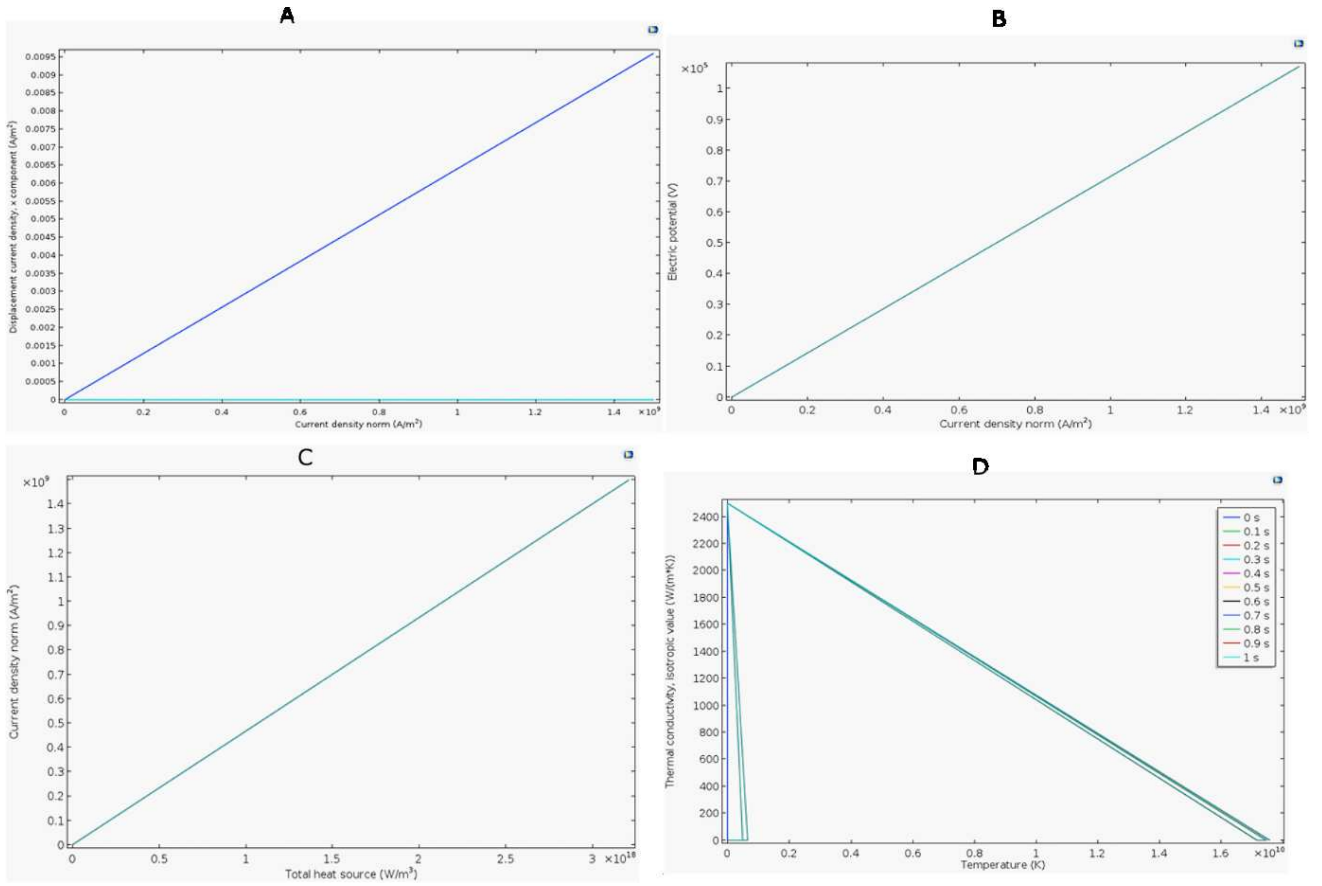 A
0.0095
0.009
0.0085
0.008
0.0075
0.007
0.0065
0.006
0.0055
0.005
0.0045
0.004
0.0035
0.003
0.0025
0.002
0.0015
0.001
0.0005
0
Displacement current density, x component (A/m²)
0 0.2 0.4 0.6 0.8 1 1.2 1.4 ×10⁹
Current density norm (A/m²)
B
×10⁵
1
0.9
0.8
0.7
0.6
0.5
0.4
0.3
0.2
0.1
0
Electric potential (V)
0 0.2 0.4 0.6 0.8 1 1.2 1.4 ×10⁹
Current density norm (A/m²)
C
×10⁹
1.4
1.3
1.2
1.1
1
0.9
0.8
0.7
0.6
0.5
0.4
0.3
0.2
0.1
0
Current density norm (A/m²)
0 0.5 1 1.5 2 2.5 3
Total heat source (W/m³)
D
2400
2200
2000
1800
1600
1400
1200
1000
800
600
400
200
0
Thermal conductivity, isotropic value (W/(m*K))
0 s
0.1 s
0.2 s
0.3 s
0.4 s
0.5 s
0.6 s
0.7 s
0.8 s
0.9 s
1 s
0 0.2 0.4 0.6 0.8 1 1.2 1.4 1.6 ×10¹⁰
Temperature (K)